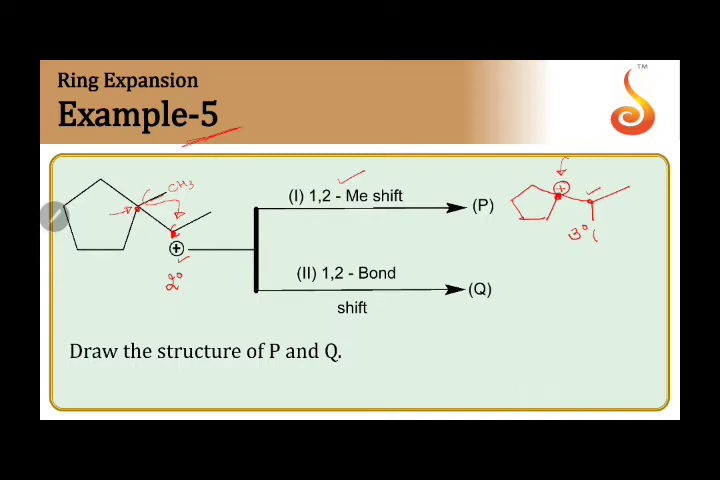 TM
Ring Expansion
Example-5
CH3
(I) 1,2 - Me shift
(P)
⊕
3°
⊕
2°
(II) 1,2 - Bond
shift
(Q)
Draw the structure of P and Q.